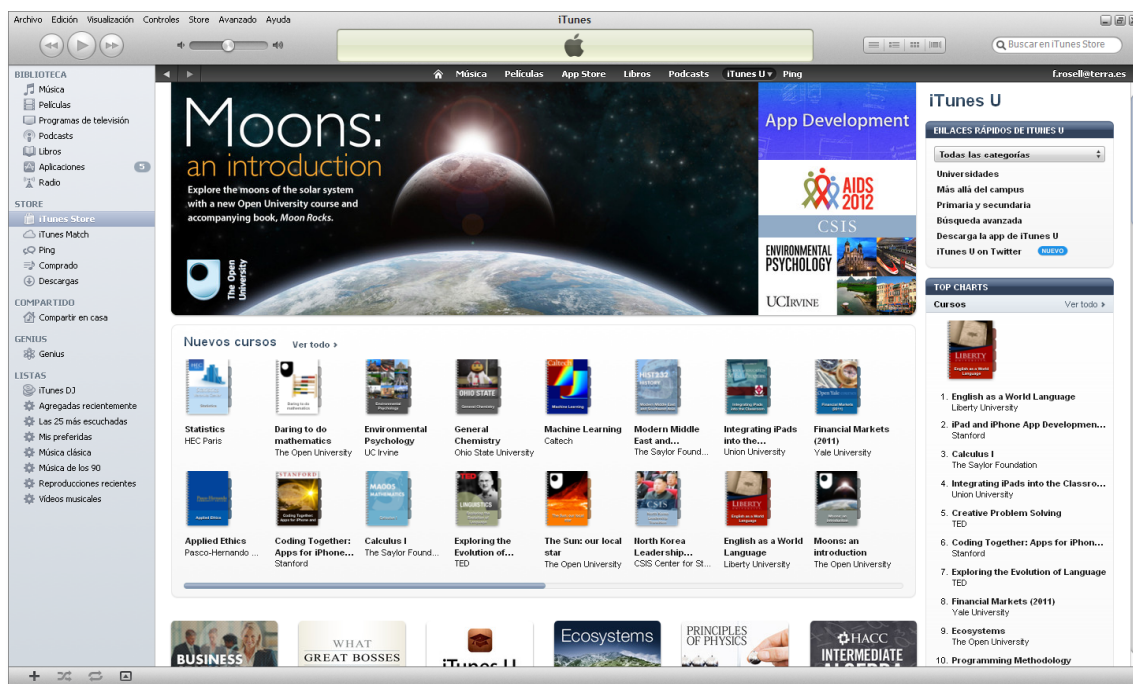 Archivo Edición Visualización Controles Store Avanzado Ayuda
iTunes
Buscar en iTunes Store
BIBLIOTECA
Música
Películas
Programas de televisión
Podcasts
Libros
Aplicaciones 5
Radio
STORE
iTunes Store
iTunes Match
Ping
Comprado
Descargas
COMPARTIDO
Compartir en casa
GENIUS
Genius
LISTAS
iTunes DJ
Agregadas recientemente
Las 25 más escuchadas
Mis preferidas
Música clásica
Música de los 90
Reproducciones recientes
Vídeos musicales
Música Películas App Store Libros Podcasts iTunes U Ping
f.rosell@terra.es
Moons:
an introduction
Explore the moons of the solar system
with a new Open University course and
accompanying book, Moon Rocks.
The Open
University
App Development
AIDS
2012
CSIS
ENVIRONMENTAL
PSYCHOLOGY
UCIRVINE
Nuevos cursos Ver todo >
Statistics
HEC Paris
Daring to do
mathematics
The Open University
Environmental
Psychology
UC Irvine
General
Chemistry
Ohio State University
Machine Learning
Caltech
Modern Middle
East and...
The Saylor Found...
Integrating iPads
into the...
Union University
Financial Markets
(2011)
Yale University
Applied Ethics
Pasco-Hernando ...
Coding Together:
Apps for iPhone...
Stanford
Calculus I
The Saylor Found...
Exploring the
Evolution of...
TED
The Sun: our local
star
The Open University
North Korea
Leadership...
CSIS Center for St...
English as a World
Language
Liberty University
Moons: an
introduction
The Open University
BUSINESS
WHAT
GREAT BOSSES
iTunes U
Ecosystems
PRINCIPLES
OF PHYSICS
HACC
INTERMEDIATE
ALGEBRA
iTunes U
ENLACES RÁPIDOS DE ITUNES U
Todas las categorías
Universidades
Más allá del campus
Primaria y secundaria
Búsqueda avanzada
Descarga la app de iTunes U
iTunes U on Twitter NUEVO
TOP CHARTS
Cursos Ver todo >
LIBERTY
English as a World
Language
1. English as a World Language
Liberty University
2. iPad and iPhone App Developmen...
Stanford
3. Calculus I
The Saylor Foundation
4. Integrating iPads into the Classro...
Union University
5. Creative Problem Solving
TED
6. Coding Together: Apps for iPhon...
Stanford
7. Exploring the Evolution of Language
TED
8. Financial Markets (2011)
Yale University
9. Ecosystems
The Open University
10. Programming Methodology